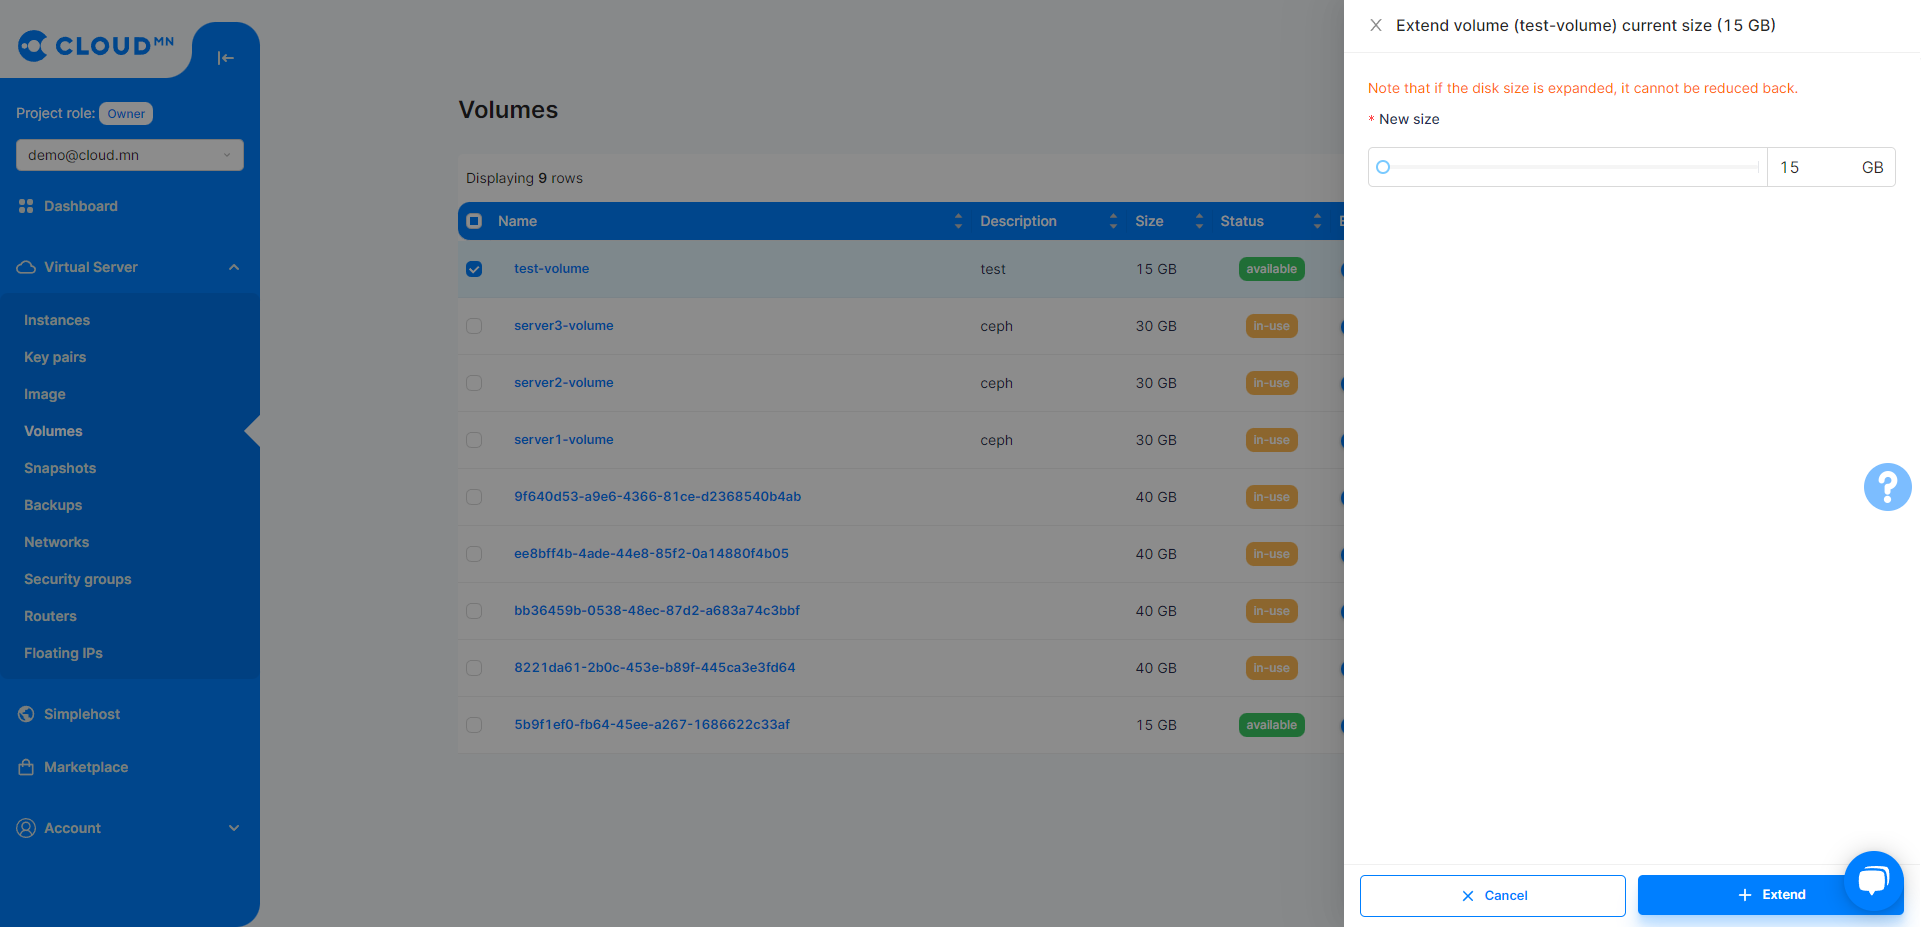 CLOUD MN
Project role: Owner
demo@cloud.mn
Dashboard
Virtual Server
Instances
Key pairs
Image
Volumes
Snapshots
Backups
Networks
Security groups
Routers
Floating IPs
Simplehost
Marketplace
Account
Volumes
Displaying 9 rows
Name Description Size Status
test-volume test 15 GB available
server3-volume ceph 30 GB in-use
server2-volume ceph 30 GB in-use
server1-volume ceph 30 GB in-use
9f640d53-a9e6-4366-81ce-d2368540b4ab 40 GB in-use
ee8bff4b-4ade-44e8-85f2-0a14880f4b05 40 GB in-use
bb36459b-0538-48ec-87d2-a683a74c3bbf 40 GB in-use
8221da61-2b0c-453e-b89f-445ca3e3fd64 40 GB in-use
5b9f1ef0-fb64-45ee-a267-1686622c33af 15 GB available
Extend volume (test-volume) current size (15 GB)
Note that if the disk size is expanded, it cannot be reduced back.
* New size
15 GB
?
Cancel
+ Extend